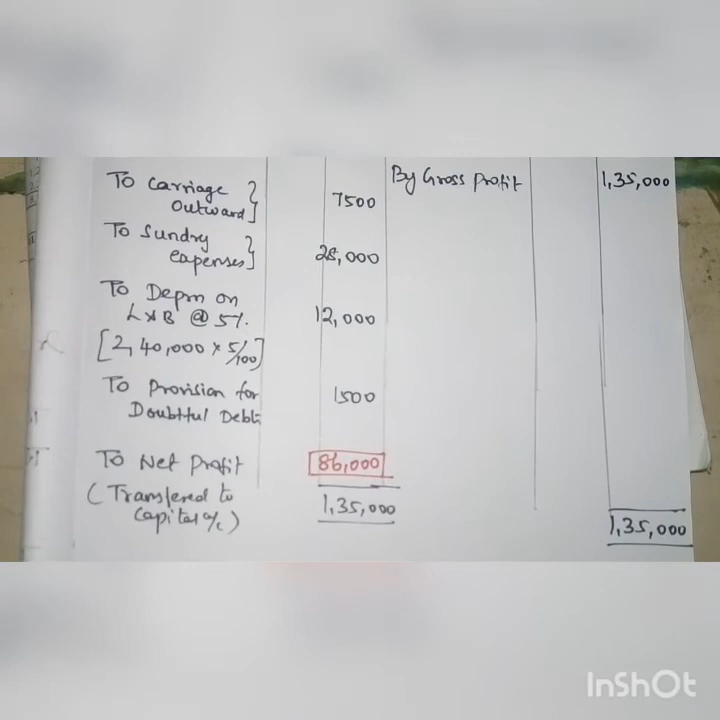 To Carriage Outward] 7500 By Gross Profit 1,35,000
To Sundry
expenses] 28,000
To Depm on
L & B @ 5%. 12,000
[2,40,000 × 5/100]
To Provision for 1500
Doubtful Debts
To Net Profit 86,000
(Transfered to 1,35,000
Capital a/c) 1,35,000
InShOt